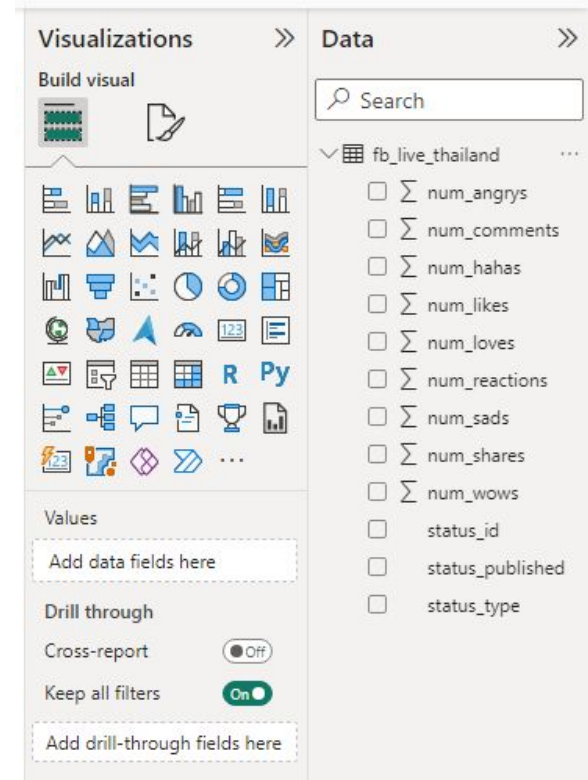 Visualizations
Build visual
123
R
Py
123
Values
Add data fields here
Drill through
Cross-report
Off
Keep all filters
On
Add drill-through fields here
Data
Search
fb_live_thailand
num_angrys
num_comments
num_hahas
num_likes
num_loves
num_reactions
num_sads
num_shares
num_wows
status_id
status_published
status_type